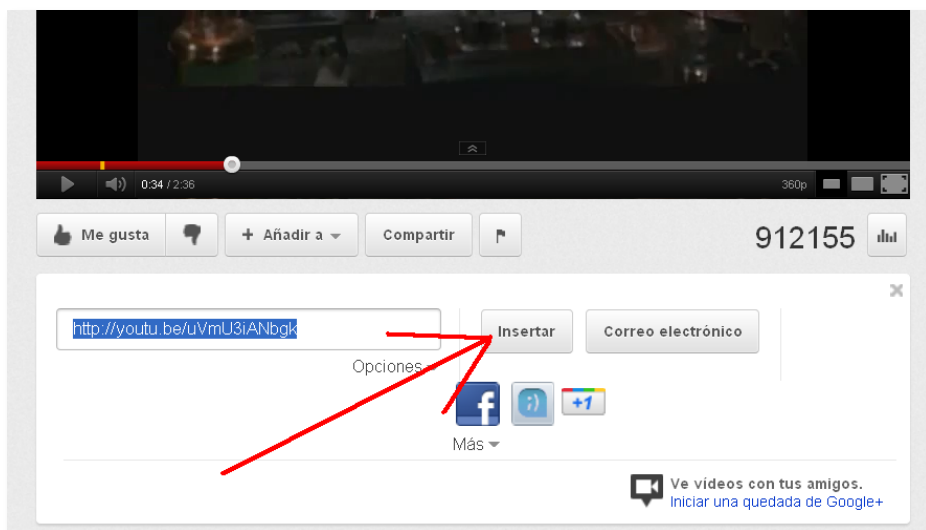 0:34 / 2:36
360p
Me gusta
+ Añadir a
Compartir
912155
http://youtu.be/uVmU3iANbgk
Insertar
Correo electrónico
Opciones
f
;)
+1
Más
Ve vídeos con tus amigos.
Iniciar una quedada de Google+